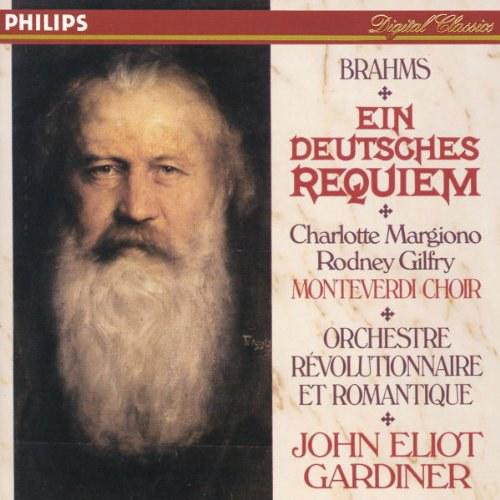 PHILIPS
Digital Classics
BRAHMS
EIN
DEUTSCHES
REQUIEM
Charlotte Margiono
Rodney Gilfry
MONTEVERDI CHOIR
ORCHESTRE
RÉVOLUTIONNAIRE
ET ROMANTIQUE
JOHN ELIOT
GARDINER